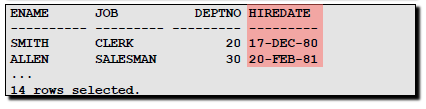 ENAME JOB DEPTNO HIREDATE
---------- --------- --------- ---------
SMITH CLERK 20 17-DEC-80
ALLEN SALESMAN 30 20-FEB-81
...
14 rows selected.